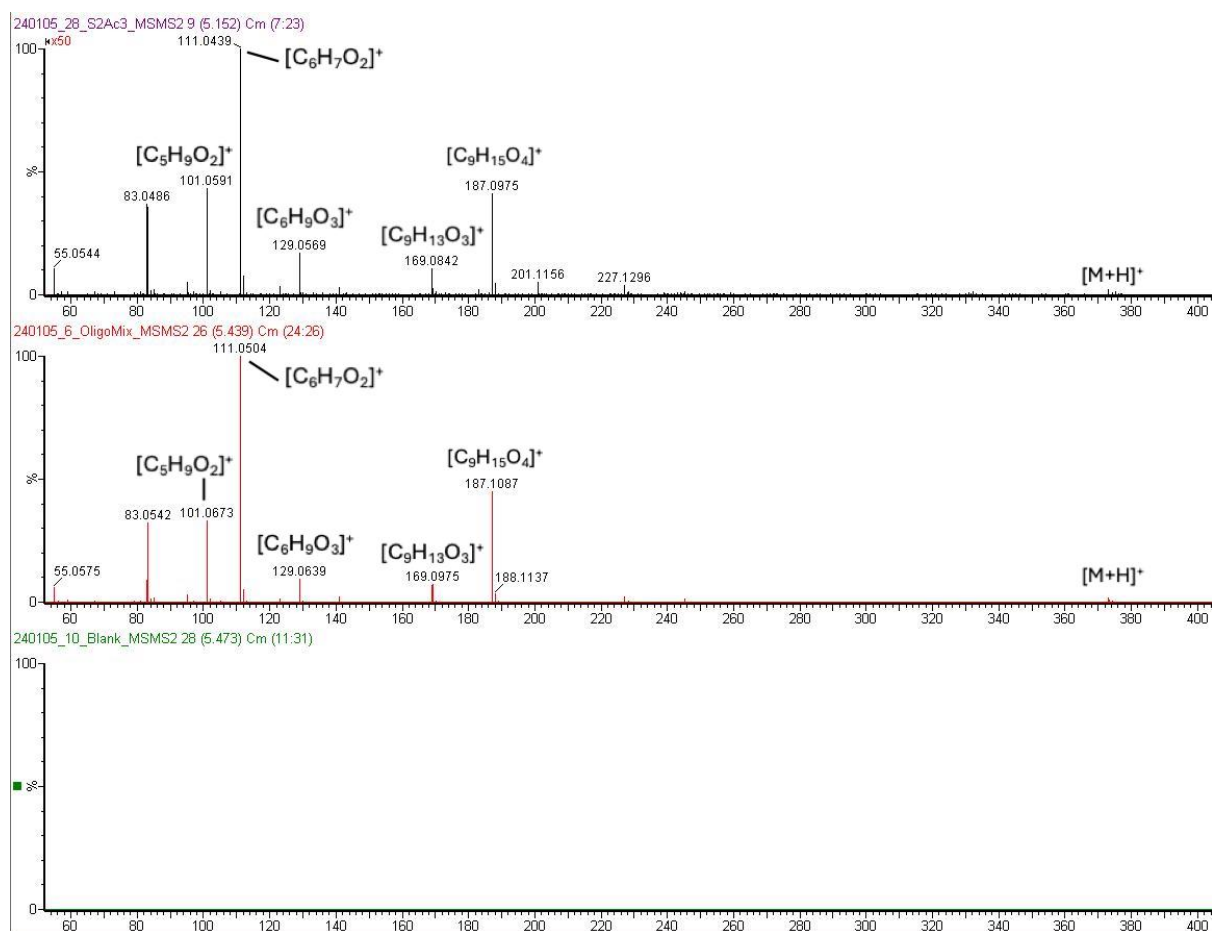 240105_28_S2Ac3_MSMS2 9 (5.152) Cm (7:23)
x50
100
111.0439
[C₆H₇O₂]⁺
[C₅H₉O₂]⁺
101.0591
[C₉H₁₅O₄]⁺
187.0975
%
83.0486
[C₆H₉O₃]⁺
129.0569
[C₉H₁₃O₃]⁺
169.0842
55.0544
201.1156
227.1296
[M+H]⁺
0
60 80 100 120 140 160 180 200 220 240 260 280 300 320 340 360 380 400
240105_6_OligoMix_MSMS2 26 (5.439) Cm (24:26)
100
111.0504
[C₆H₇O₂]⁺
[C₅H₉O₂]⁺
101.0673
[C₉H₁₅O₄]⁺
187.1087
%
83.0542
[C₆H₉O₃]⁺
129.0639
[C₉H₁₃O₃]⁺
169.0975
55.0575
188.1137
[M+H]⁺
0
60 80 100 120 140 160 180 200 220 240 260 280 300 320 340 360 380 400
240105_10_Blank_MSMS2 28 (5.473) Cm (11:31)
100
%
0
60 80 100 120 140 160 180 200 220 240 260 280 300 320 340 360 380 400